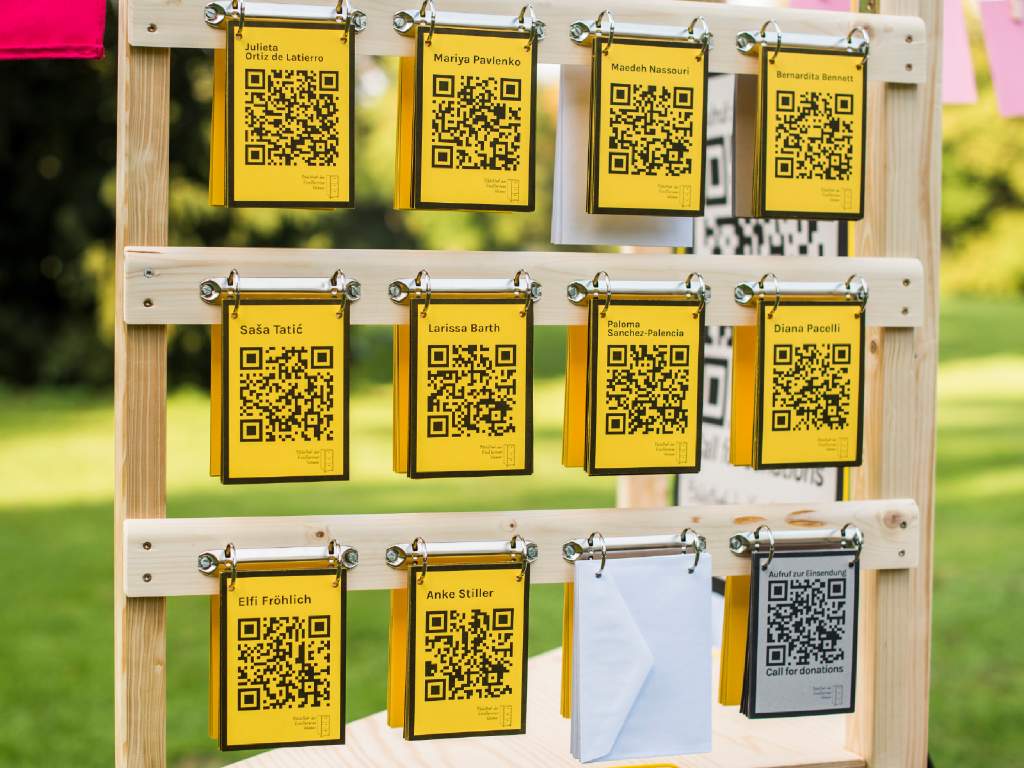 Julieta
Ortiz de Latierro
Mariya Pavlenko
Maedeh Nassouri
Bernardita Bennett
Saša Tatić
Larissa Barth
Paloma
Sanchez-Palencia
Diana Pacelli
Elfi Fröhlich
Anke Stiller
Aufruf zur Einsendung
Call for donations